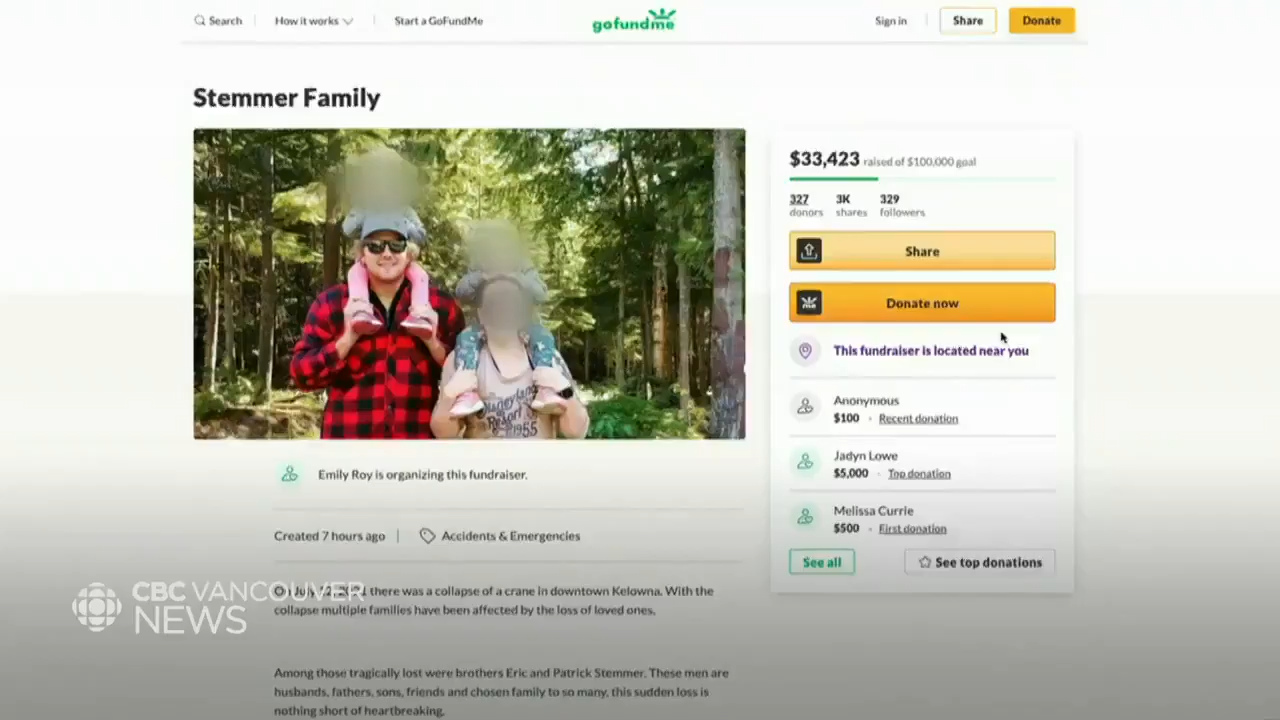 Search
How it works
Start a GoFundMe
gofundme
Sign in
Share
Donate
Stemmer Family
$33,423 raised of $100,000 goal
327 3K 329
donors shares followers
Share
me Donate now
This fundraiser is located near you
Anonymous
$100 · Recent donation
Jadyn Lowe
$5,000 · Top donation
Melissa Currie
$500 · First donation
See all
See top donations
Resort
1955
Emily Roy is organizing this fundraiser.
Created 7 hours ago
Accidents & Emergencies
On July there was a collapse of a crane in downtown Kelowna. With the
collapse multiple families have been affected by the loss of loved ones.
Among those tragically lost were brothers Eric and Patrick Stemmer. These men are
husbands, fathers, sons, friends and chosen family to so many, this sudden loss is
nothing short of heartbreaking.
CBC VANCOUVER
NEWS